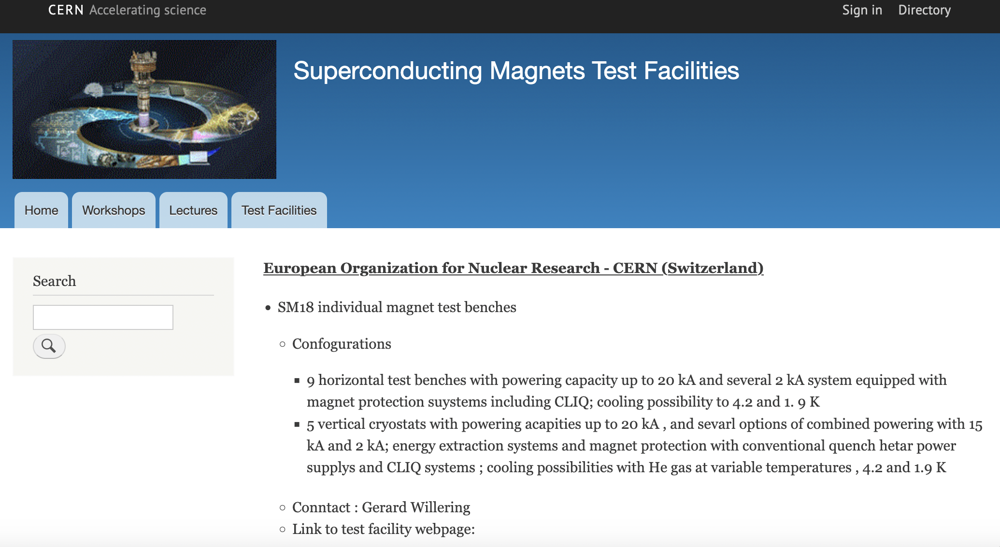 CERN Accelerating science
Sign in Directory
Superconducting Magnets Test Facilities
Home Workshops Lectures Test Facilities
Search
European Organization for Nuclear Research - CERN (Switzerland)
SM18 individual magnet test benches
Confogurations
9 horizontal test benches with powering capacity up to 20 kA and several 2 kA system equipped with
magnet protection suystems including CLIQ; cooling possibility to 4.2 and 1. 9 K
5 vertical cryostats with powering acapities up to 20 kA , and sevarl options of combined powering with 15
kA and 2 kA; energy extraction systems and magnet protection with conventional quench hetar power
supplys and CLIQ systems ; cooling possibilities with He gas at variable temperatures , 4.2 and 1.9 K
Conntact : Gerard Willering
Link to test facility webpage: